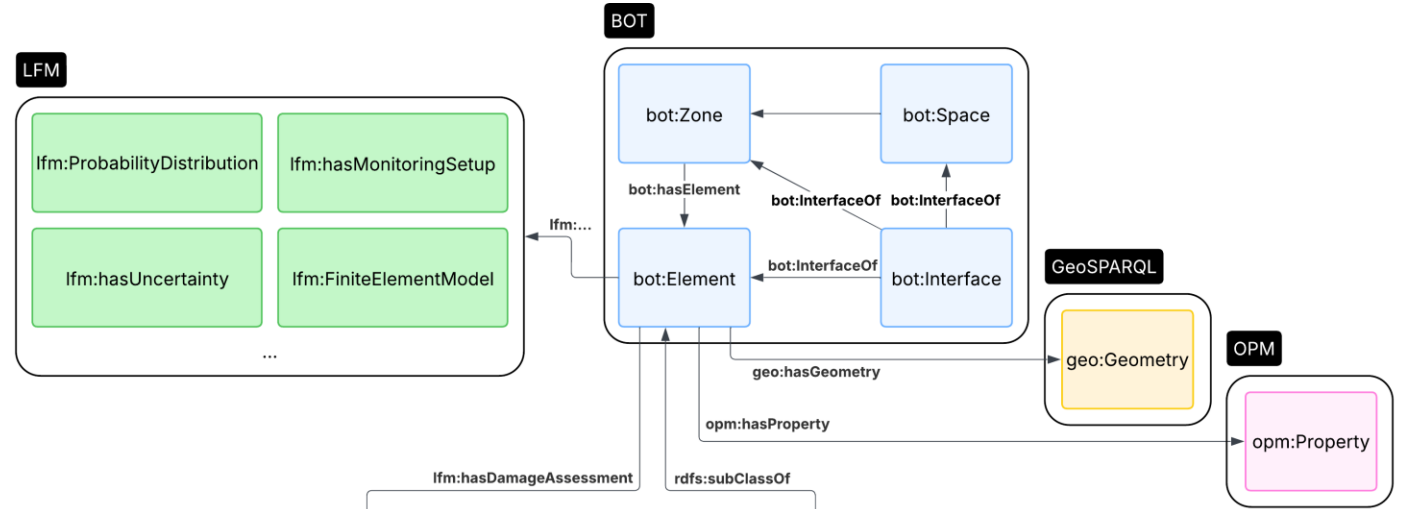 BOT
LFM
bot:Zone
bot:Space
lfm:ProbabilityDistribution
lfm:hasMonitoringSetup
bot:hasElement
bot:InterfaceOf
bot:InterfaceOf
lfm:...
lfm:hasUncertainty
lfm:FiniteElementModel
bot:Element
bot:InterfaceOf
bot:Interface
GeoSPARQL
...
geo:Geometry
OPM
geo:hasGeometry
opm:hasProperty
opm:Property
lfm:hasDamageAssessment
rdfs:subClassOf